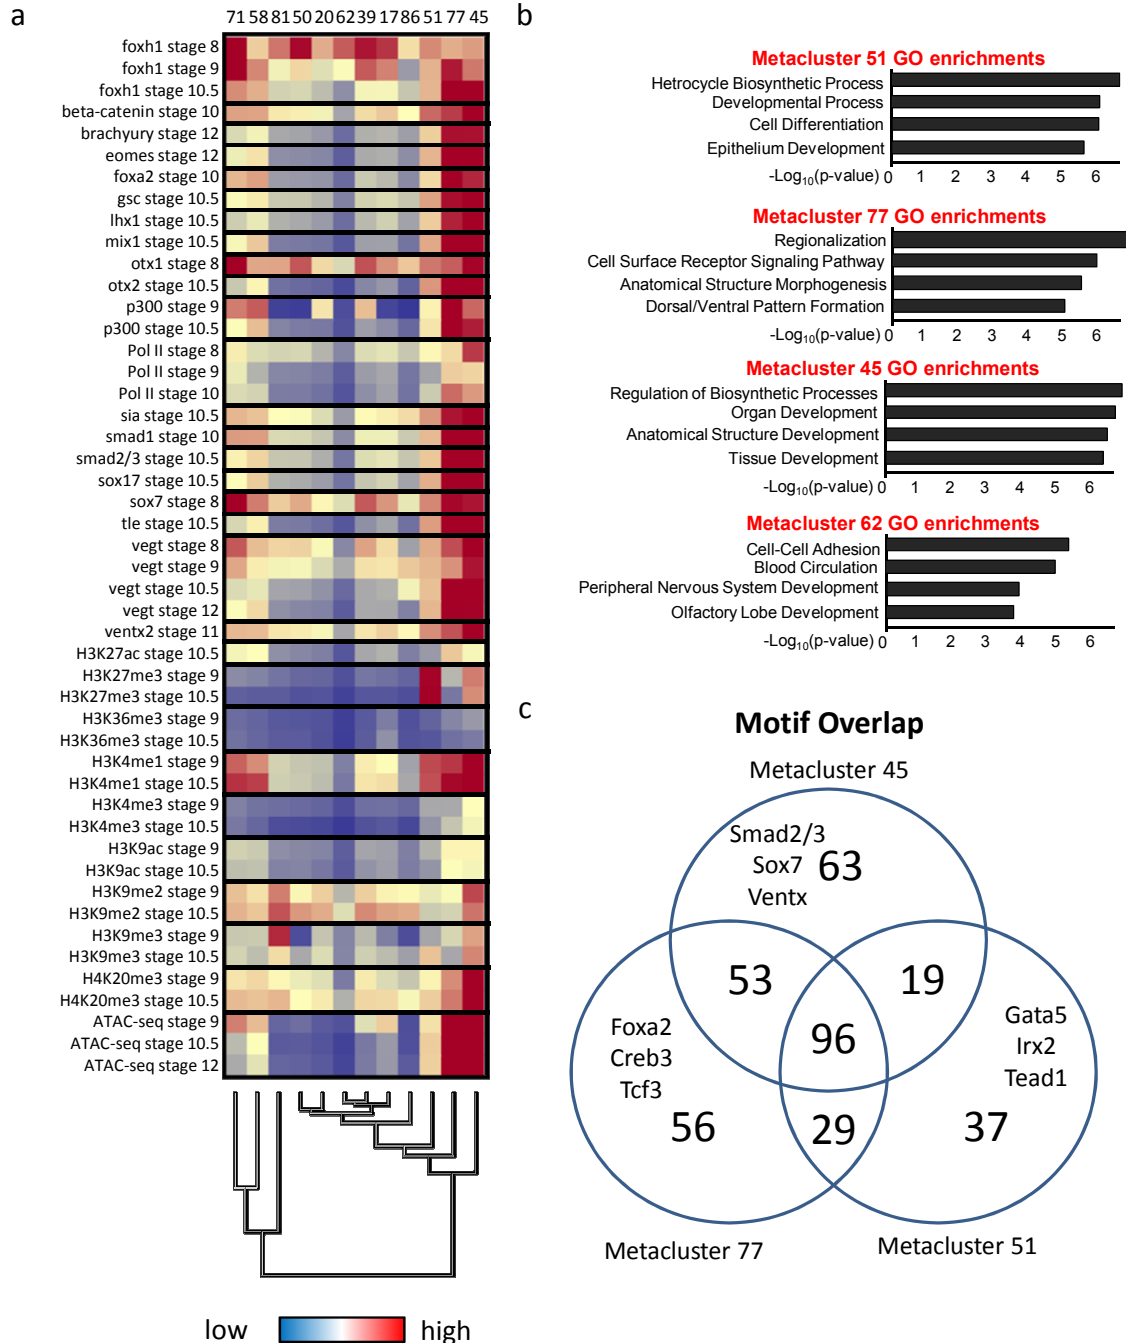 a
71 58 81 50 20 62 39 17 86 51 77 45
foxh1 stage 8
foxh1 stage 9
foxh1 stage 10.5
beta-catenin stage 10
brachyury stage 12
eomes stage 12
foxa2 stage 10
gsc stage 10.5
lhx1 stage 10.5
mix1 stage 10.5
otx1 stage 8
otx2 stage 10.5
p300 stage 9
p300 stage 10.5
Pol II stage 8
Pol II stage 9
Pol II stage 10
sia stage 10.5
smad1 stage 10
smad2/3 stage 10.5
sox17 stage 10.5
sox7 stage 8
tle stage 10.5
vegt stage 8
vegt stage 9
vegt stage 10.5
vegt stage 12
ventx2 stage 11
H3K27ac stage 10.5
H3K27me3 stage 9
H3K27me3 stage 10.5
H3K36me3 stage 9
H3K36me3 stage 10.5
H3K4me1 stage 9
H3K4me1 stage 10.5
H3K4me3 stage 9
H3K4me3 stage 10.5
H3K9ac stage 9
H3K9ac stage 10.5
H3K9me2 stage 9
H3K9me2 stage 10.5
H3K9me3 stage 9
H3K9me3 stage 10.5
H4K20me3 stage 9
H4K20me3 stage 10.5
ATAC-seq stage 9
ATAC-seq stage 10.5
ATAC-seq stage 12
low high
b
Metacluster 51 GO enrichments
Hetrocycle Biosynthetic Process
Developmental Process
Cell Differentiation
Epithelium Development
-Log10(p-value) 0 1 2 3 4 5 6
Metacluster 77 GO enrichments
Regionalization
Cell Surface Receptor Signaling Pathway
Anatomical Structure Morphogenesis
Dorsal/Ventral Pattern Formation
-Log10(p-value) 0 1 2 3 4 5 6
Metacluster 45 GO enrichments
Regulation of Biosynthetic Processes
Organ Development
Anatomical Structure Development
Tissue Development
-Log10(p-value) 0 1 2 3 4 5 6
Metacluster 62 GO enrichments
Cell-Cell Adhesion
Blood Circulation
Peripheral Nervous System Development
Olfactory Lobe Development
-Log10(p-value) 0 1 2 3 4 5 6
c
Motif Overlap
Metacluster 45
Smad2/3
Sox7
Ventx
63
53
19
96
Foxa2
Creb3
Tcf3
56
29
Gata5
Irx2
Tead1
37
Metacluster 77
Metacluster 51